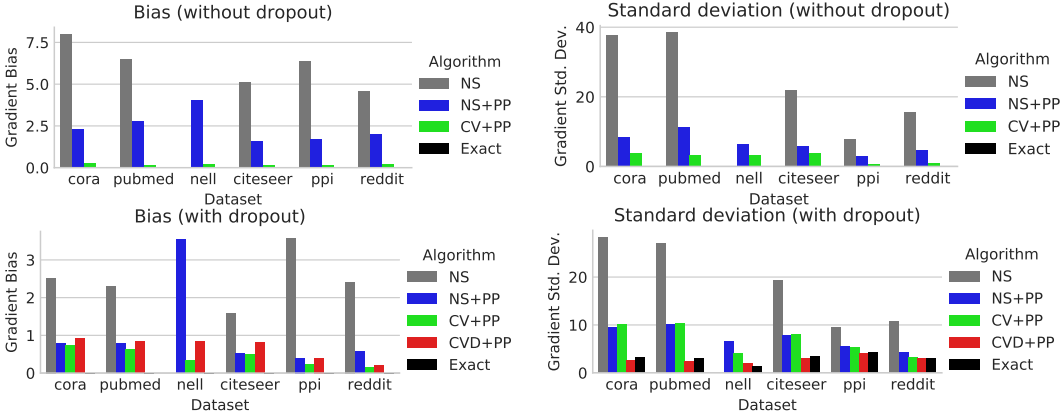 Bias (without dropout)
Gradient Bias
7.5
5.0
2.5
0.0
cora pubmed nell citeseer ppi reddit
Dataset
Algorithm
NS
NS+PP
CV+PP
Exact
Standard deviation (without dropout)
Gradient Std. Dev.
40
20
0
cora pubmed nell citeseer ppi reddit
Dataset
Algorithm
NS
NS+PP
CV+PP
Exact
Bias (with dropout)
Gradient Bias
3
2
1
0
cora pubmed nell citeseer ppi reddit
Dataset
Algorithm
NS
NS+PP
CV+PP
CVD+PP
Exact
Standard deviation (with dropout)
Gradient Std. Dev.
20
10
0
cora pubmed nell citeseer ppi reddit
Dataset
Algorithm
NS
NS+PP
CV+PP
CVD+PP
Exact